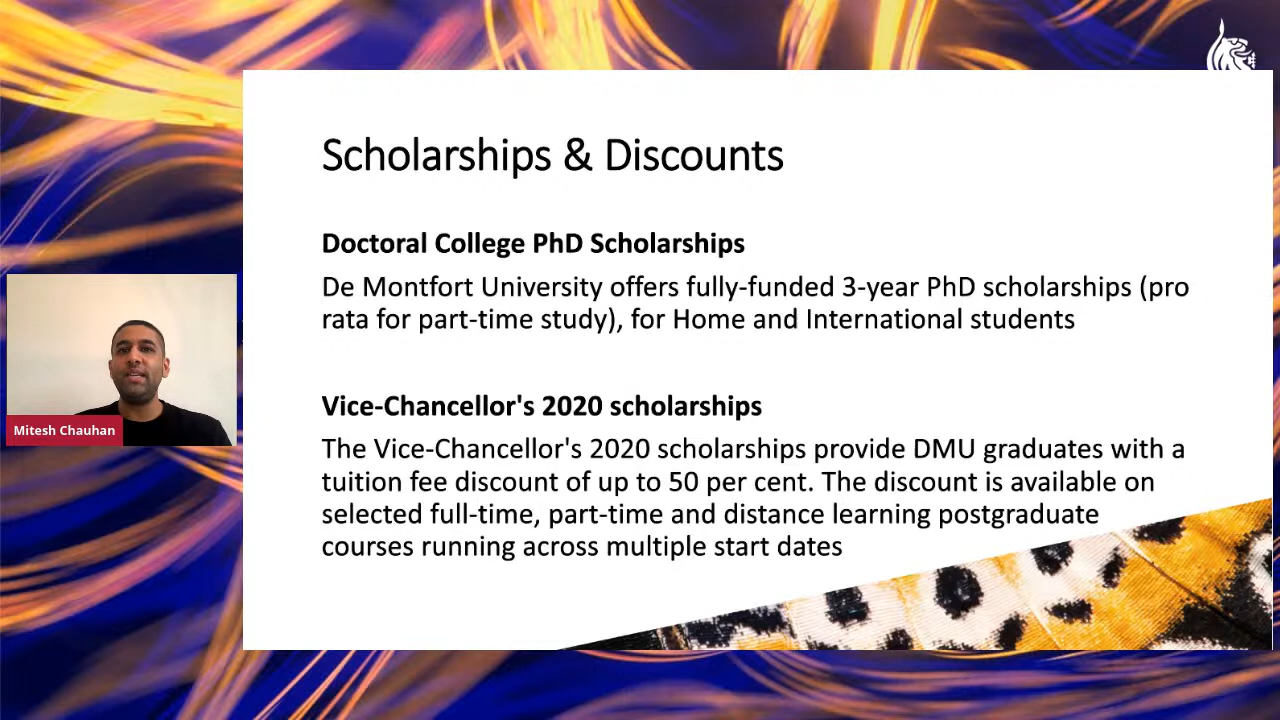 Scholarships & Discounts
Doctoral College PhD Scholarships
De Montfort University offers fully-funded 3-year PhD scholarships (pro
rata for part-time study), for Home and International students
Vice-Chancellor's 2020 scholarships
The Vice-Chancellor's 2020 scholarships provide DMU graduates with a
tuition fee discount of up to 50 per cent. The discount is available on
selected full-time, part-time and distance learning postgraduate
courses running across multiple start dates
Mitesh Chauhan